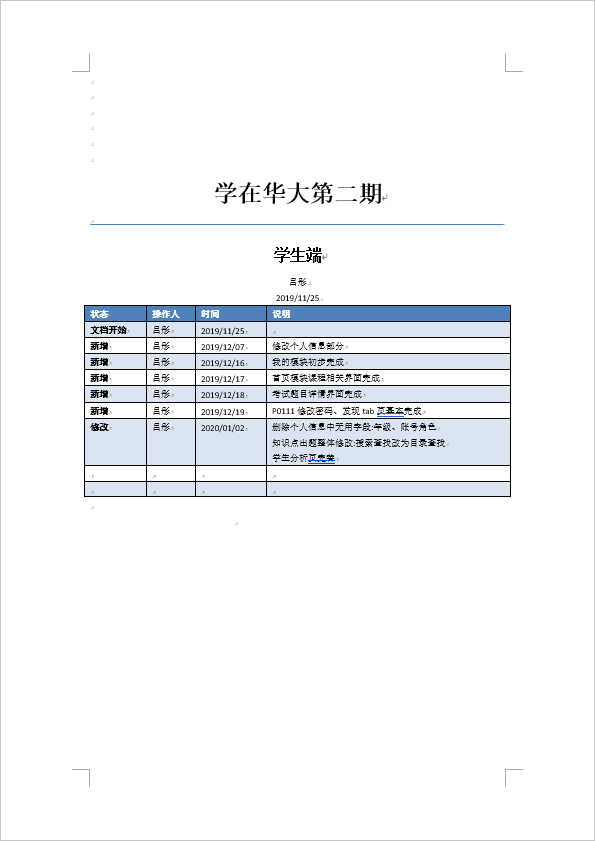 学在华大第二期
学生端
吕彤
2019/11/25
状态 操作人 时间 说明
文档开始 吕彤 2019/11/25
新增 吕彤 2019/12/07 修改个人信息部分
新增 吕彤 2019/12/16 我的模块初步完成
新增 吕彤 2019/12/17 首页模块课程相关界面完成
新增 吕彤 2019/12/18 考试题目详情界面完成
新增 吕彤 2019/12/19 P0111 修改密码、发现 tab 页基本完成
修改 吕彤 2020/01/02 删除个人信息中无用字段:年级、账号角色
知识点出题整体修改:搜索查找改为目录查找
学生分析页完善